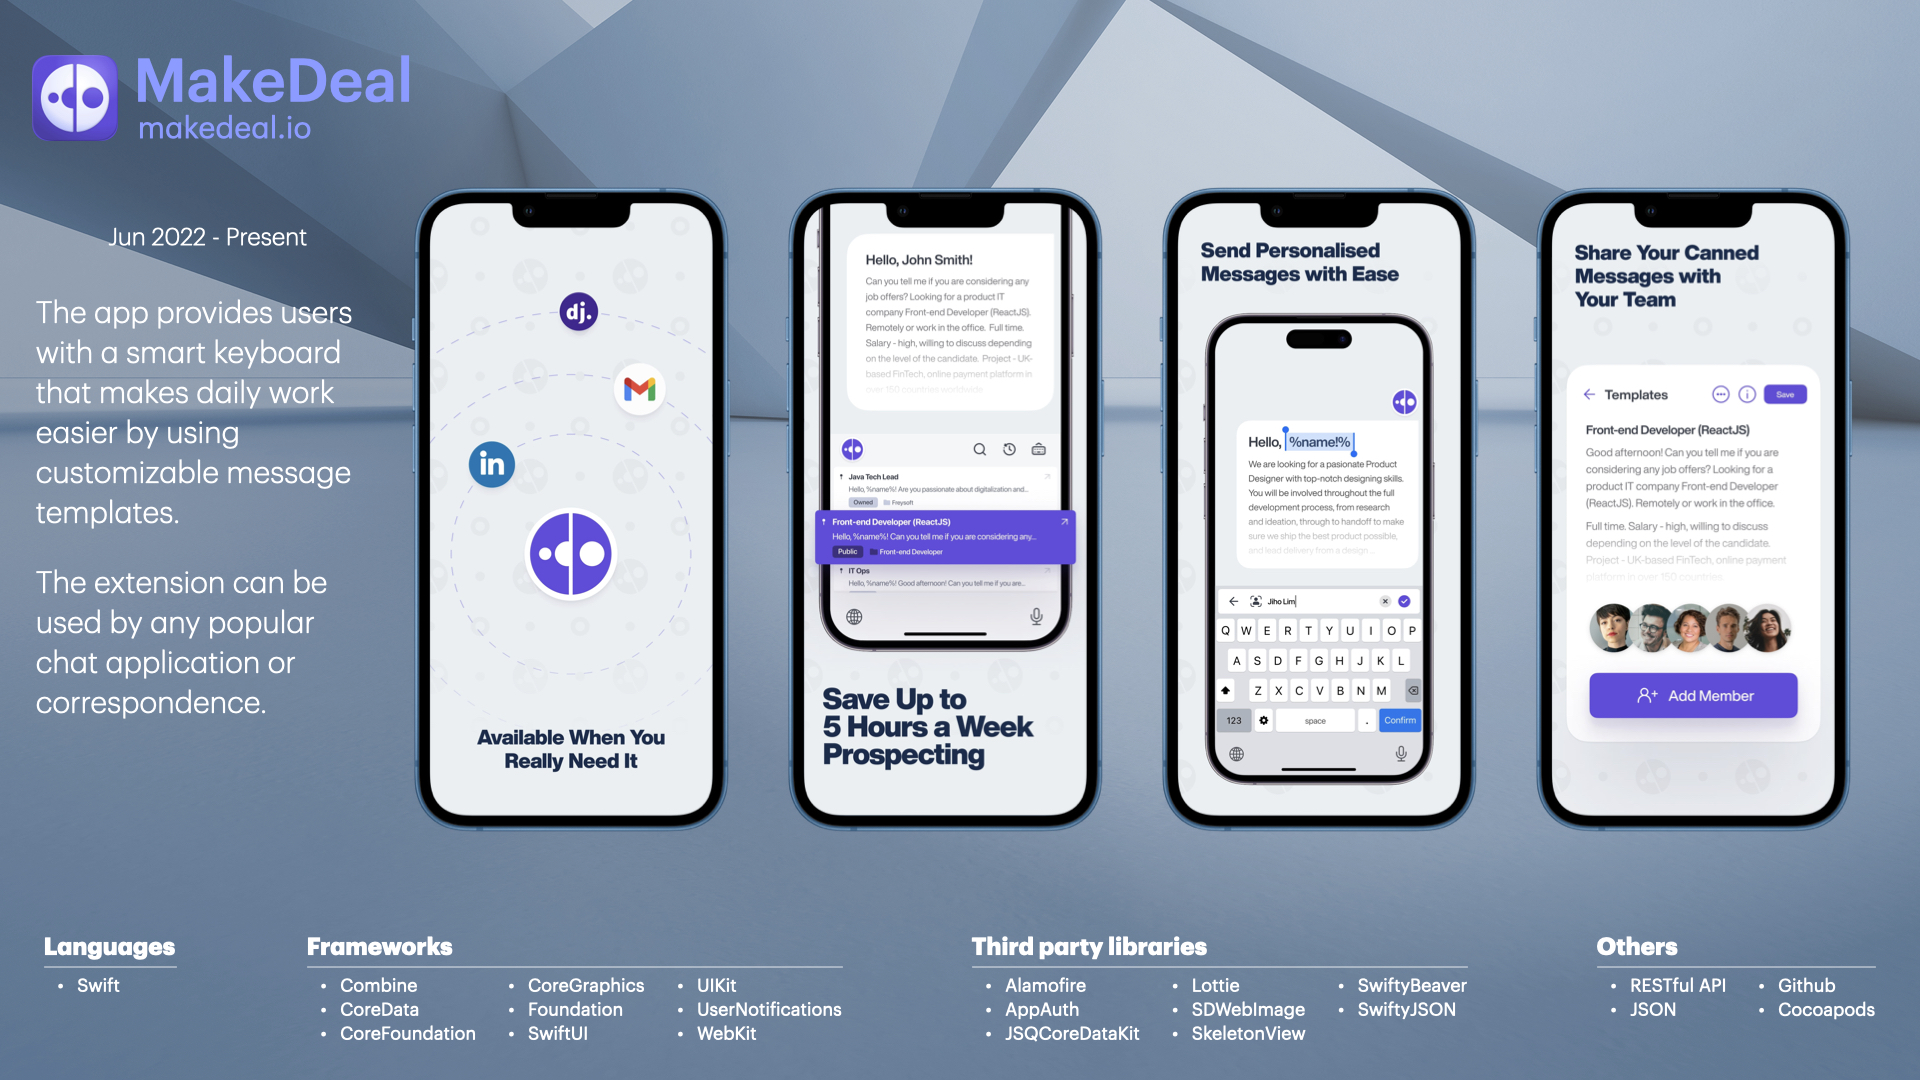 MakeDeal
makedeal.io
Jun 2022 - Present
The app provides users
with a smart keyboard
that makes daily work
easier by using
customizable message
templates.
The extension can be
used by any popular
chat application or
correspondence.
dj.
in
Available When You
Really Need It
Hello, John Smith!
Can you tell me if you are considering any
job offers? Looking for a product IT
company Front-end Developer (ReactJS).
Remotely or work in the office. Full time.
Salary - high, willing to discuss depending
on the level of the candidate. Project - UK-
based FinTech, online payment platform in
over 150 countries worldwide.
Java Tech Lead
Hello, %name%! Are you passionate about digitalization and...
Owned Freysoft
Front-end Developer (ReactJS)
Hello, %name%! Can you tell me if you are considering any...
Public Front-end Developer
IT Ops
Hello, %name%! Good afternoon! Can you tell me if you are...
Save Up to
5 Hours a Week
Prospecting
Send Personalised
Messages with Ease
Hello, %name!%
We are looking for a pasionate Product
Designer with top-notch designing skills.
You will be involved throughout the full
development process, from research
and ideation, through to handoff to make
sure we ship the best product possible,
and lead delivery from a design...
Jiho Lim
Q W E R T Y U I O P
A S D F G H J K L
Z X C V B N M
123 space . Confirm
Share Your Canned
Messages with
Your Team
Templates
Save
Front-end Developer (ReactJS)
Good afternoon! Can you tell me if you are
considering any job offers? Looking for a
product IT company Front-end Developer
(ReactJS). Remotely or work in the office.
Full time. Salary - high, willing to discuss
depending on the level of the candidate.
Project - UK-based FinTech, online payment
platform in over 150 countries
Add Member
Languages
• Swift
Frameworks
• Combine
• CoreData
• CoreFoundation
• CoreGraphics
• Foundation
• SwiftUI
• UIKit
• UserNotifications
• WebKit
Third party libraries
• Alamofire
• AppAuth
• JSQCoreDataKit
• Lottie
• SDWebImage
• SkeletonView
• SwiftyBeaver
• SwiftyJSON
Others
• RESTful API
• JSON
• Github
• Cocoapods